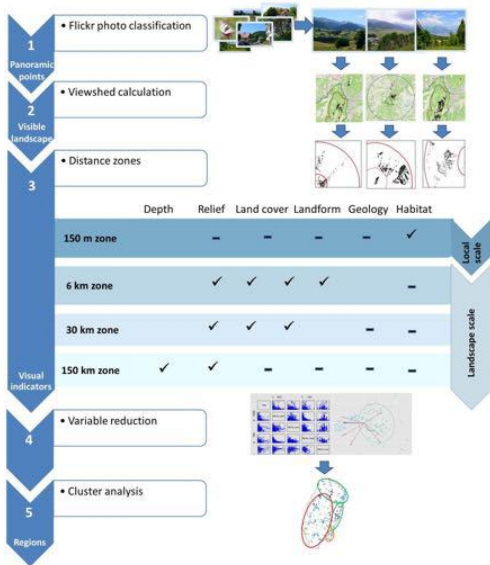 1
Panoramic
points
• Flickr photo classification
2
Visible
landscape
• Viewshed calculation
3
• Distance zones
Depth Relief Land cover Landform Geology Habitat
150 m zone - - - - ✓
6 km zone ✓ ✓ ✓ ✓ -
30 km zone ✓ ✓ ✓ - -
150 km zone ✓ ✓ - - - -
Local
scale
Landscape scale
Visual
indicators
4
• Variable reduction
5
• Cluster analysis
Regions